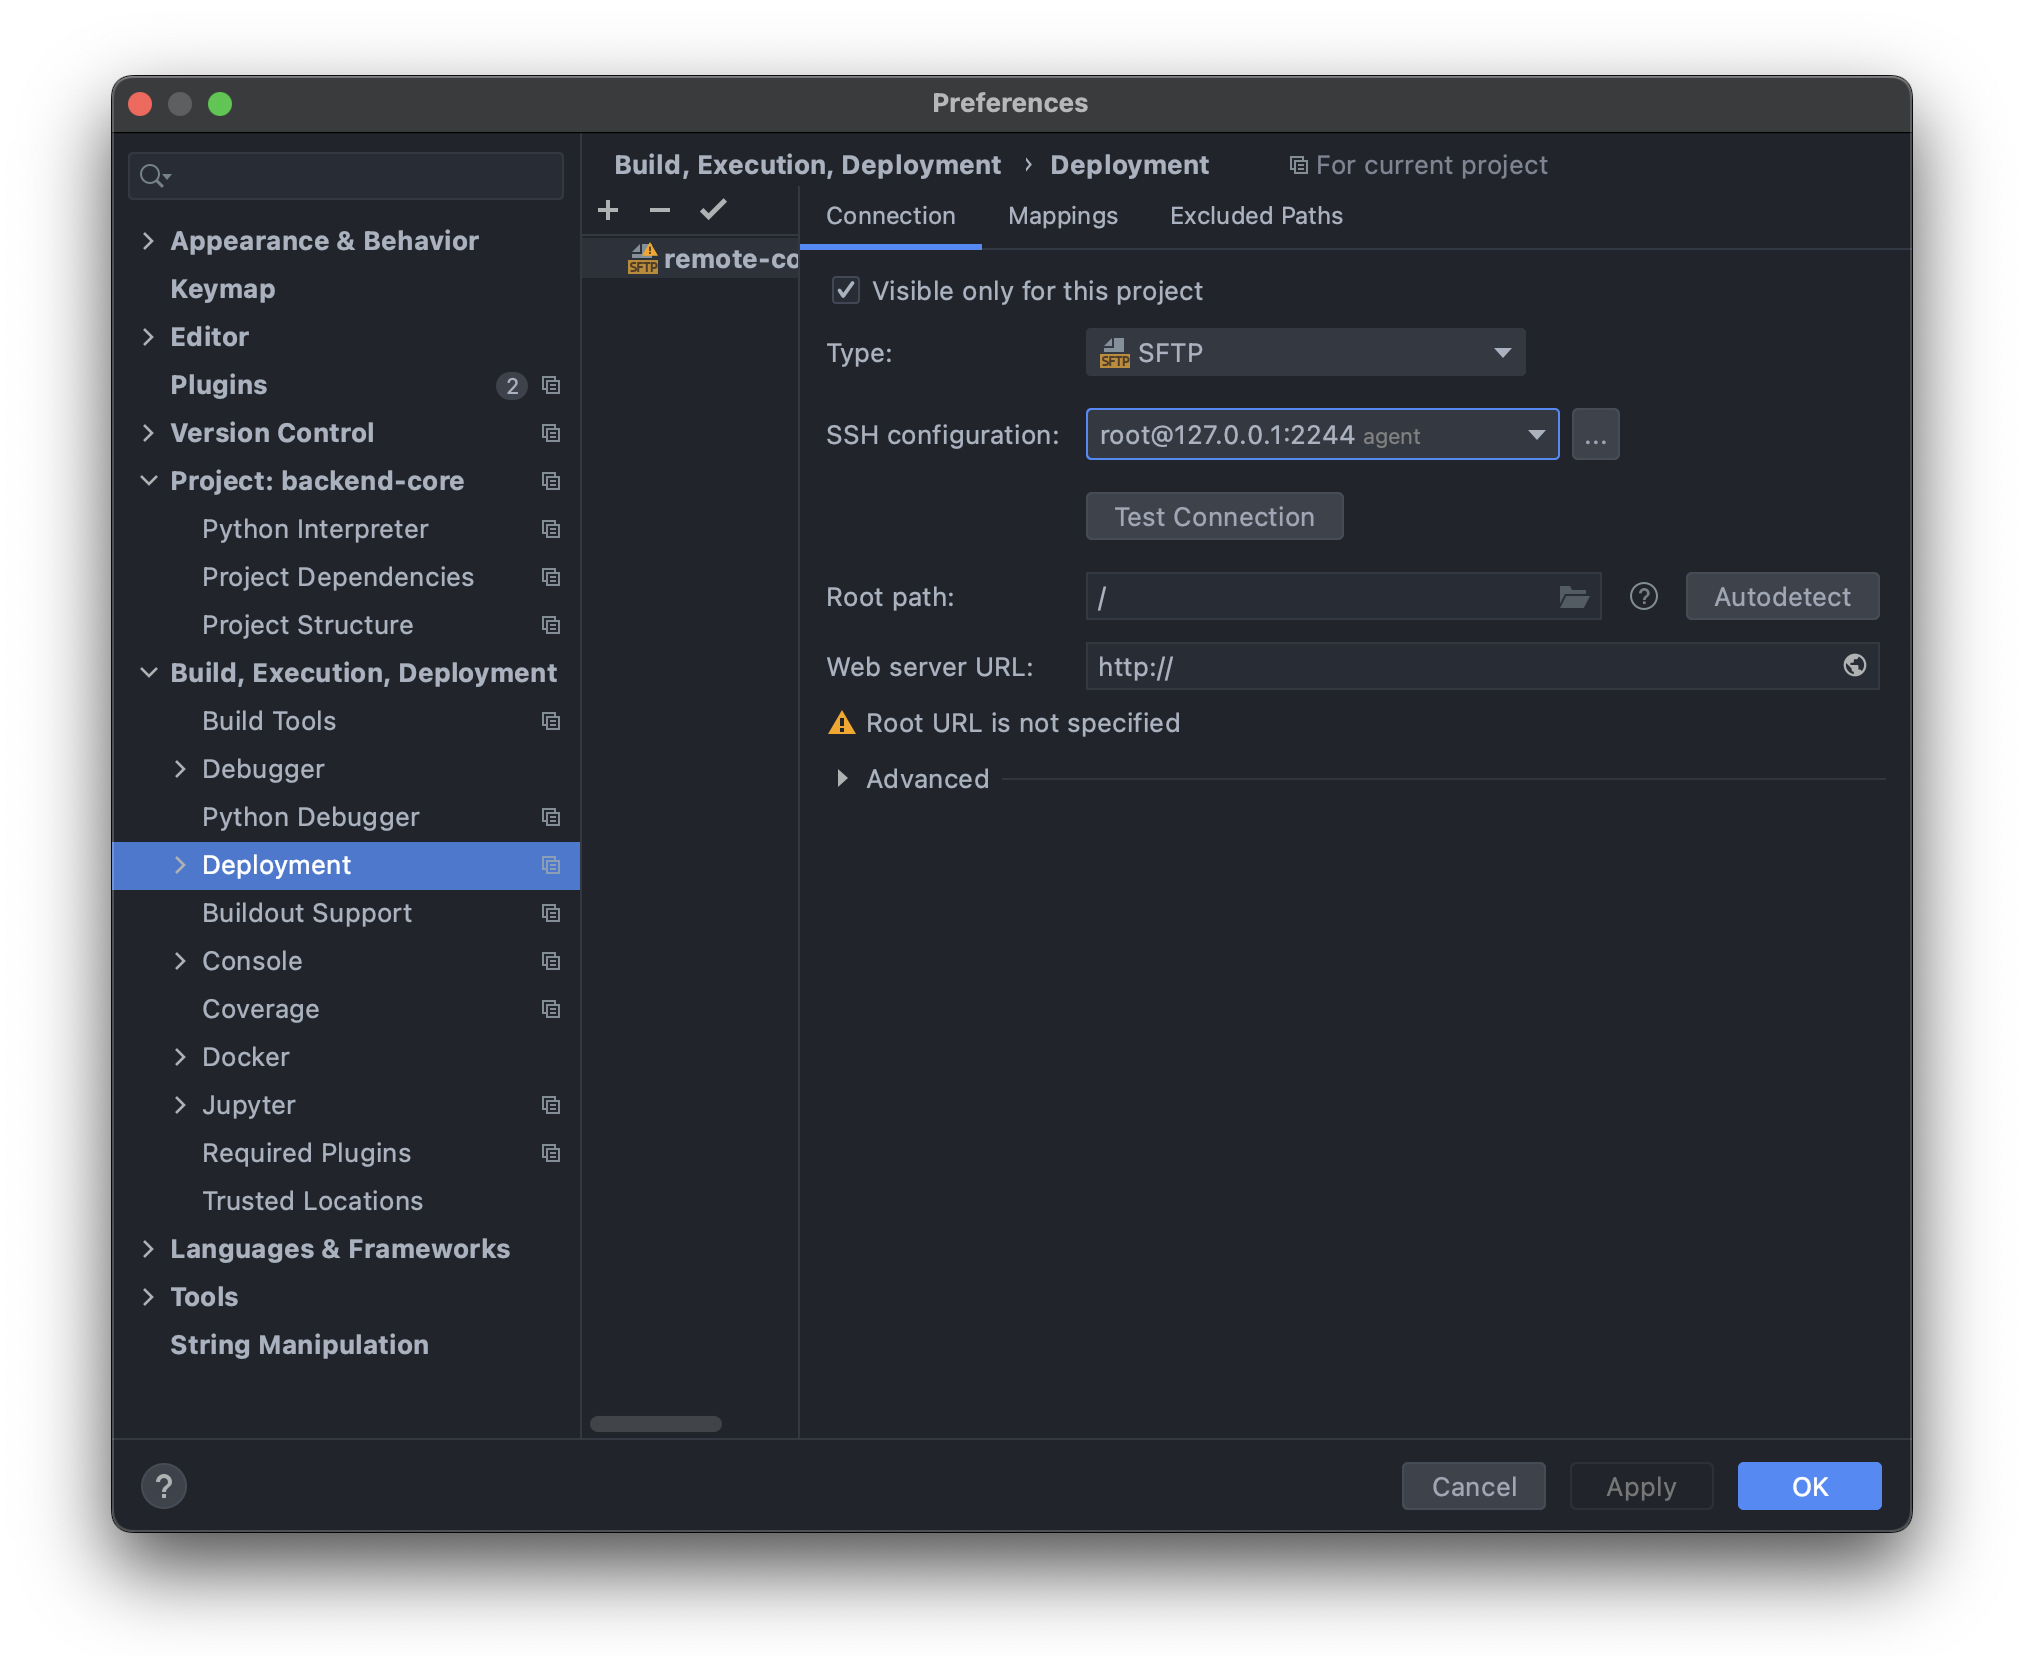 Preferences
Appearance & Behavior
Keymap
Editor
Plugins 2
Version Control
Project: backend-core
Python Interpreter
Project Dependencies
Project Structure
Build, Execution, Deployment
Build Tools
Debugger
Python Debugger
Deployment
Buildout Support
Console
Coverage
Docker
Jupyter
Required Plugins
Trusted Locations
Languages & Frameworks
Tools
String Manipulation
Build, Execution, Deployment › Deployment For current project
SFTP remote-co
Connection Mappings Excluded Paths
Visible only for this project
Type: SFTP SFTP
SSH configuration: root@127.0.0.1:2244 agent ...
Test Connection
Root path: / ? Autodetect
Web server URL: http://
Root URL is not specified
Advanced
? Cancel Apply OK